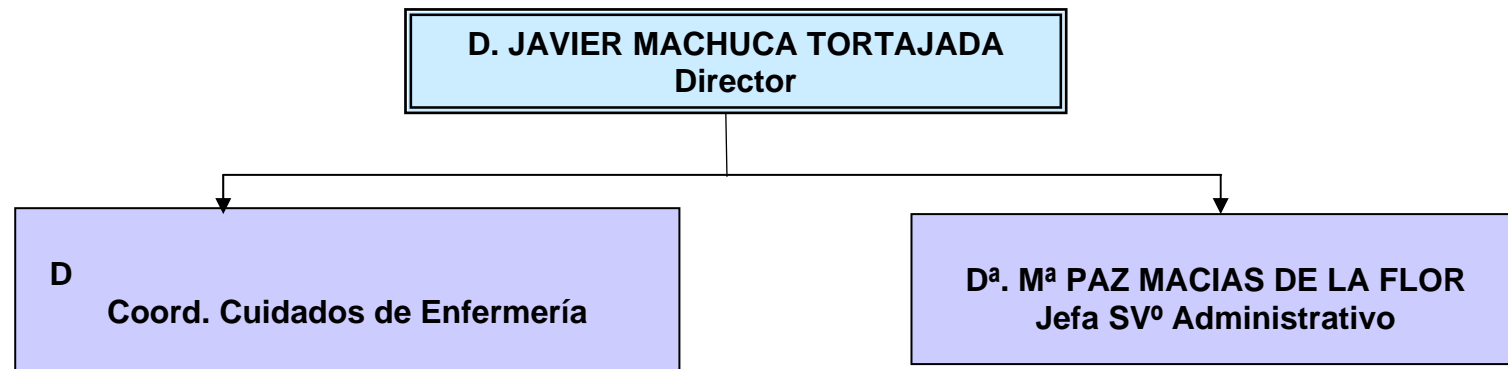 D. JAVIER MACHUCA TORTAJADA
Director
D
Coord. Cuidados de Enfermería
Dª. Mª PAZ MACIAS DE LA FLOR
Jefa SVº Administrativo